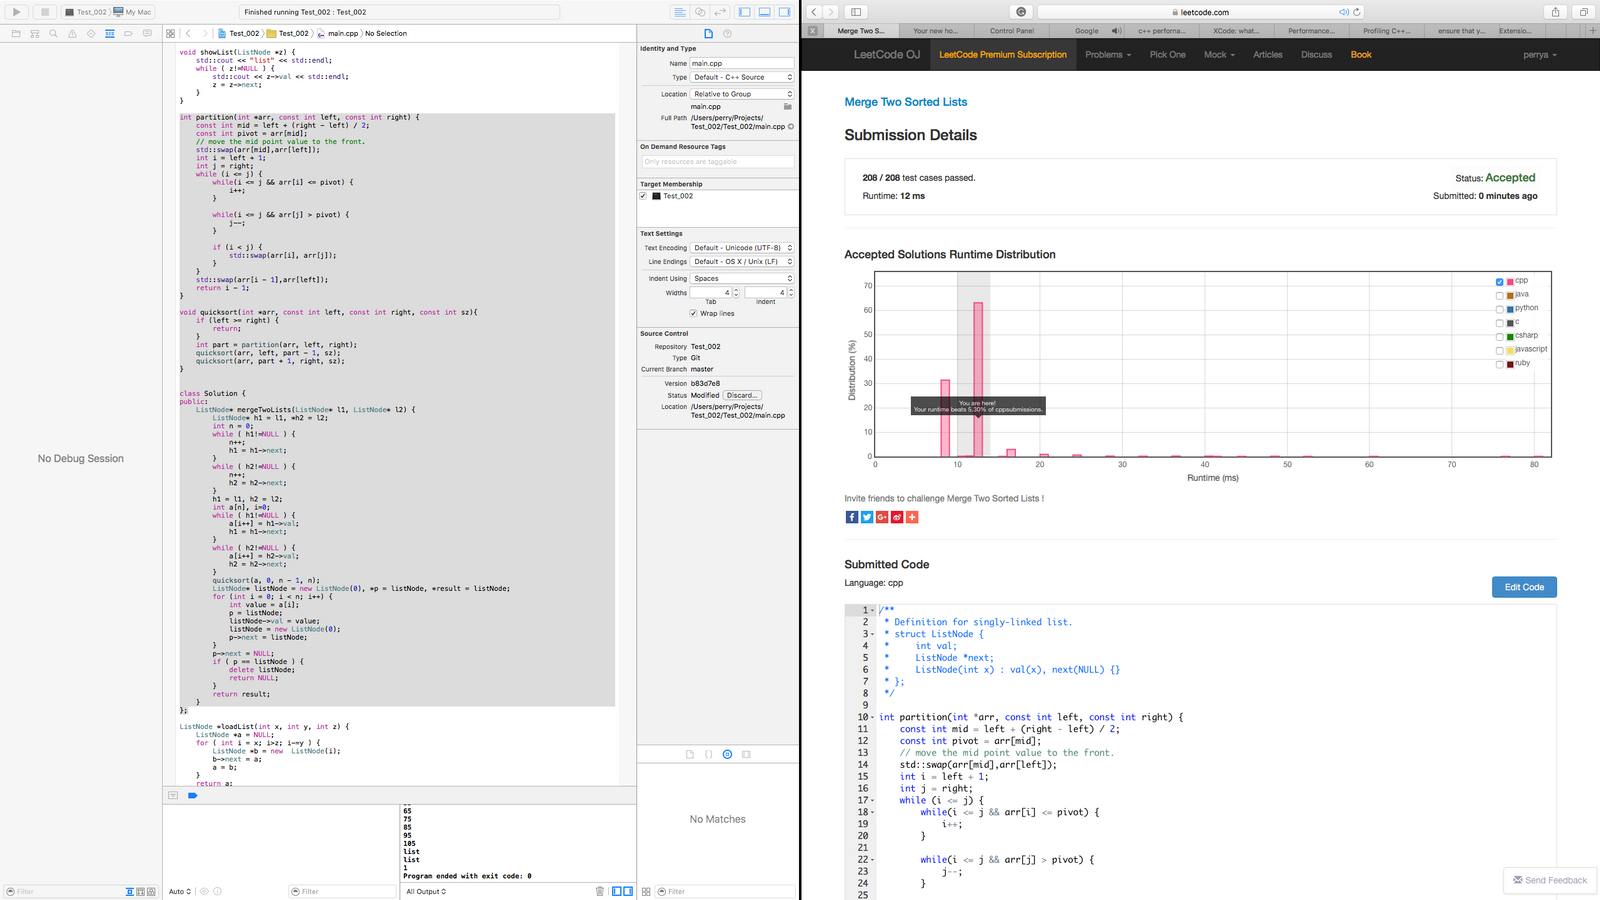 Test_002
My Mac
Finished running Test_002 : Test_002
Test_002
Test_002
main.cpp
No Selection
No Debug Session
Filter
void showList(ListNode *z) {
std::cout << "list" << std::endl;
while ( z!=NULL ) {
std::cout << z->val << std::endl;
z = z->next;
}
}
int partition(int *arr, const int left, const int right) {
const int mid = left + (right - left) / 2;
const int pivot = arr[mid];
// move the mid point value to the front.
std::swap(arr[mid],arr[left]);
int i = left + 1;
int j = right;
while (i <= j) {
while(i <= j && arr[i] <= pivot) {
i++;
}
while(i <= j && arr[j] > pivot) {
j--;
}
if (i < j) {
std::swap(arr[i], arr[j]);
}
}
std::swap(arr[i - 1],arr[left]);
return i - 1;
}
void quicksort(int *arr, const int left, const int right, const int sz){
if (left >= right) {
return;
}
int part = partition(arr, left, right);
quicksort(arr, left, part - 1, sz);
quicksort(arr, part + 1, right, sz);
}
class Solution {
public:
ListNode* mergeTwoLists(ListNode* l1, ListNode* l2) {
ListNode* h1 = l1, *h2 = l2;
int n = 0;
while ( h1!=NULL ) {
n++;
h1 = h1->next;
}
while ( h2!=NULL ) {
n++;
h2 = h2->next;
}
h1 = l1, h2 = l2;
int a[n], i=0;
while ( h1!=NULL ) {
a[i++] = h1->val;
h1 = h1->next;
}
while ( h2!=NULL ) {
a[i++] = h2->val;
h2 = h2->next;
}
quicksort(a, 0, n - 1, n);
ListNode* listNode = new ListNode(0), *p = listNode, *result = listNode;
for (int i = 0; i < n; i++) {
int value = a[i];
p = listNode;
listNode->val = value;
listNode = new ListNode(0);
p->next = listNode;
}
p->next = NULL;
if ( p == listNode ) {
delete listNode;
return NULL;
}
return result;
}
};
ListNode *loadList(int x, int y, int z) {
ListNode *a = NULL;
for ( int i = x; i>z; i-=y ) {
ListNode *b = new  ListNode(i);
b->next = a;
a = b;
}
return a;
65
75
85
95
105
list
list
1
Program ended with exit code: 0
Auto
Filter
All Output
Identity and Type
Name main.cpp
Type Default - C++ Source
Location Relative to Group
main.cpp
Full Path /Users/perry/Projects/
Test_002/Test_002/main.cpp
On Demand Resource Tags
Only resources are taggable
Target Membership
Test_002
Text Settings
Text Encoding Default - Unicode (UTF-8)
Line Endings Default - OS X / Unix (LF)
Indent Using Spaces
Widths 4 4
Tab Indent
Wrap lines
Source Control
Repository Test_002
Type Git
Current Branch master
Version b83d7e8
Status Modified Discard...
Location /Users/perry/Projects/
Test_002/Test_002/main.cpp
No Matches
Filter
leetcode.com
Merge Two S...
Your new ho...
Control Panel
Google
c++ perforna...
XCode: what...
Performance...
Profiling C++...
ensure that y...
Extensio...
LeetCode OJ
LeetCode Premium Subscription
Problems
Pick One
Mock
Articles
Discuss
Book
perrya
Merge Two Sorted Lists
Submission Details
208 / 208 test cases passed.
Status: Accepted
Runtime: 12 ms
Submitted: 0 minutes ago
Accepted Solutions Runtime Distribution
Distribution (%)
70
60
50
40
30
20
10
0
0 10 20 30 40 50 60 70 80
Runtime (ms)
You are here!
Your runtime beats 5.30% of cppsubmissions.
cpp
java
python
c
csharp
javascript
ruby
Invite friends to challenge Merge Two Sorted Lists !
Submitted Code
Language: cpp
Edit Code
1 /**
2 * Definition for singly-linked list.
3 * struct ListNode {
4 *     int val;
5 *     ListNode *next;
6 *     ListNode(int x) : val(x), next(NULL) {}
7 * };
8 */
9
10 int partition(int *arr, const int left, const int right) {
11 const int mid = left + (right - left) / 2;
12 const int pivot = arr[mid];
13 // move the mid point value to the front.
14 std::swap(arr[mid],arr[left]);
15 int i = left + 1;
16 int j = right;
17 while (i <= j) {
18 while(i <= j && arr[i] <= pivot) {
19 i++;
20 }
21
22 while(i <= j && arr[j] > pivot) {
23 j--;
24 }
25
Send Feedback